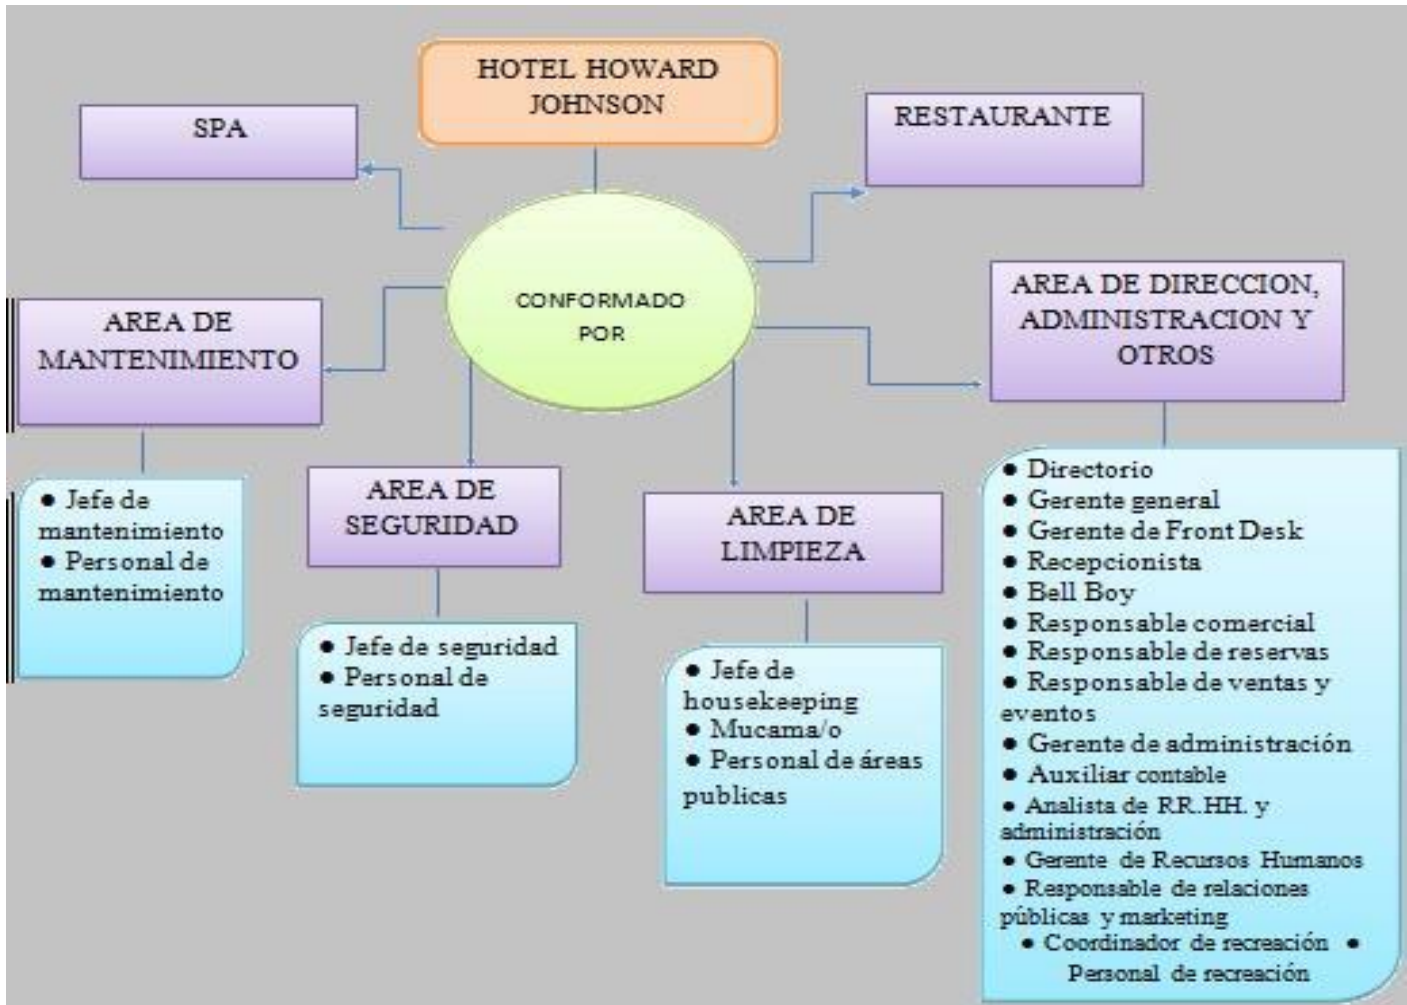 HOTEL HOWARD
JOHNSON
SPA
RESTAURANTE
CONFORMADO
POR
AREA DE
MANTENIMIENTO
● Jefe de
mantenimiento
● Personal de
mantenimiento
AREA DE
SEGURIDAD
● Jefe de seguridad
● Personal de
seguridad
AREA DE
LIMPIEZA
● Jefe de
housekeeping
● Mucama/o
● Personal de áreas
publicas
AREA DE DIRECCION,
ADMINISTRACION Y
OTROS
● Directorio
● Gerente general
● Gerente de Front Desk
● Recepcionista
● Bell Boy
● Responsable comercial
● Responsable de reservas
● Responsable de ventas y
eventos
● Gerente de administración
● Auxiliar contable
● Analista de RR.HH. y
administración
● Gerente de Recursos Humanos
● Responsable de relaciones
públicas y marketing
● Coordinador de recreación ●
Personal de recreación